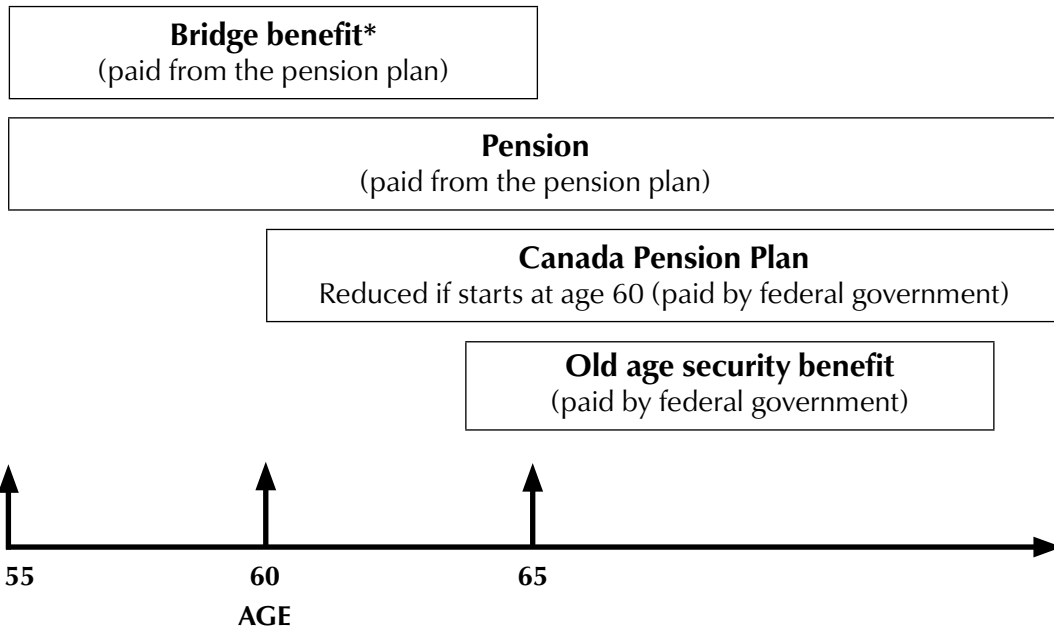 Bridge benefit*
(paid from the pension plan)
Pension
(paid from the pension plan)
Canada Pension Plan
Reduced if starts at age 60 (paid by federal government)
Old age security benefit
(paid by federal government)
55
60
65
AGE